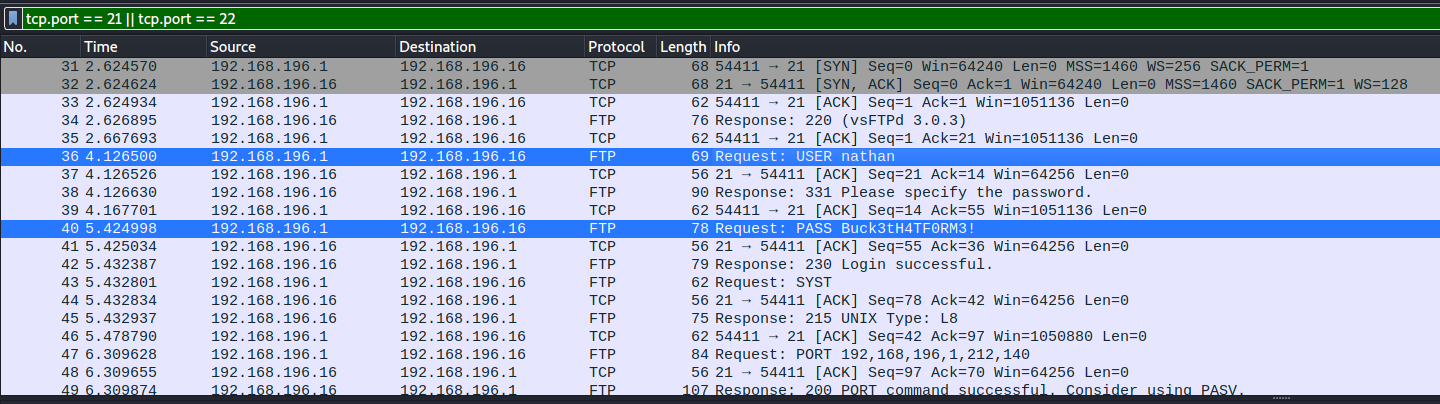 tcp.port == 21 || tcp.port == 22
No. Time Source Destination Protocol Length Info
31 2.624570 192.168.196.1 192.168.196.16 TCP 68 54411 → 21 [SYN] Seq=0 Win=64240 Len=0 MSS=1460 WS=256 SACK_PERM=1
32 2.624624 192.168.196.16 192.168.196.1 TCP 68 21 → 54411 [SYN, ACK] Seq=0 Ack=1 Win=64240 Len=0 MSS=1460 SACK_PERM=1 WS=128
33 2.624934 192.168.196.1 192.168.196.16 TCP 62 54411 → 21 [ACK] Seq=1 Ack=1 Win=1051136 Len=0
34 2.626895 192.168.196.16 192.168.196.1 FTP 76 Response: 220 (vsFTPd 3.0.3)
35 2.667693 192.168.196.1 192.168.196.16 TCP 62 54411 → 21 [ACK] Seq=1 Ack=21 Win=1051136 Len=0
36 4.126500 192.168.196.1 192.168.196.16 FTP 69 Request: USER nathan
37 4.126526 192.168.196.16 192.168.196.1 TCP 56 21 → 54411 [ACK] Seq=21 Ack=14 Win=64256 Len=0
38 4.126630 192.168.196.16 192.168.196.1 FTP 90 Response: 331 Please specify the password.
39 4.167701 192.168.196.1 192.168.196.16 TCP 62 54411 → 21 [ACK] Seq=14 Ack=55 Win=1051136 Len=0
40 5.424998 192.168.196.1 192.168.196.16 FTP 78 Request: PASS Buck3tH4TF0RM3!
41 5.425034 192.168.196.16 192.168.196.1 TCP 56 21 → 54411 [ACK] Seq=55 Ack=36 Win=64256 Len=0
42 5.432387 192.168.196.16 192.168.196.1 FTP 79 Response: 230 Login successful.
43 5.432801 192.168.196.1 192.168.196.16 FTP 62 Request: SYST
44 5.432834 192.168.196.16 192.168.196.1 TCP 56 21 → 54411 [ACK] Seq=78 Ack=42 Win=64256 Len=0
45 5.432937 192.168.196.16 192.168.196.1 FTP 75 Response: 215 UNIX Type: L8
46 5.478790 192.168.196.1 192.168.196.16 TCP 62 54411 → 21 [ACK] Seq=42 Ack=97 Win=1050880 Len=0
47 6.309628 192.168.196.1 192.168.196.16 FTP 84 Request: PORT 192,168,196,1,212,140
48 6.309655 192.168.196.16 192.168.196.1 TCP 56 21 → 54411 [ACK] Seq=97 Ack=70 Win=64256 Len=0
49 6.309874 192.168.196.16 192.168.196.1 FTP 107 Response: 200 PORT command successful. Consider using PASV.